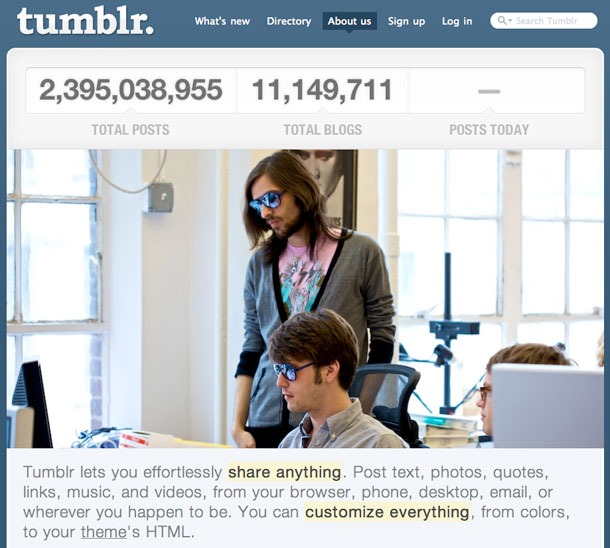 tumblr.
What's new Directory About us Sign up Log in Search Tumblr
2,395,038,955 11,149,711 —
TOTAL POSTS TOTAL BLOGS POSTS TODAY
Tumblr lets you effortlessly share anything. Post text, photos, quotes,
links, music, and videos, from your browser, phone, desktop, email, or
wherever you happen to be. You can customize everything, from colors,
to your theme's HTML.